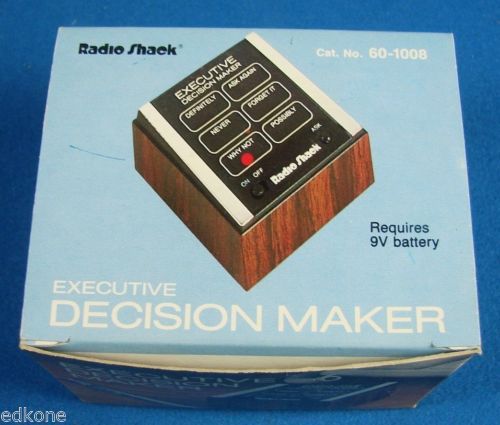 Radio Shack®
Cat. No. 60-1008
EXECUTIVE
DECISION MAKER
DEFINITELY
ASK AGAIN
NEVER
FORGET IT
WHY NOT
POSSIBLY
ASK
ON OFF
Radio Shack
Requires
9V battery
EXECUTIVE
DECISION MAKER
EXECUTIVE
edkone